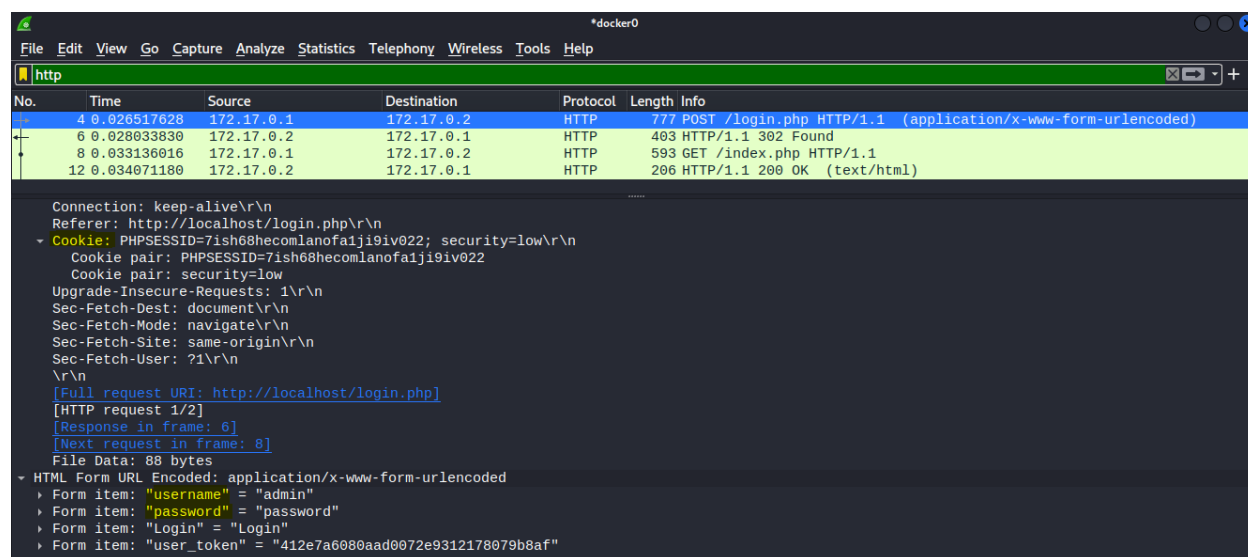 *docker0
File Edit View Go Capture Analyze Statistics Telephony Wireless Tools Help
http
No. Time Source Destination Protocol Length Info
4 0.026517628 172.17.0.1 172.17.0.2 HTTP 777 POST /login.php HTTP/1.1 (application/x-www-form-urlencoded)
6 0.028033830 172.17.0.2 172.17.0.1 HTTP 403 HTTP/1.1 302 Found
8 0.033136016 172.17.0.1 172.17.0.2 HTTP 593 GET /index.php HTTP/1.1
12 0.034071180 172.17.0.2 172.17.0.1 HTTP 206 HTTP/1.1 200 OK (text/html)
Connection: keep-alive\r\n
Referer: http://localhost/login.php\r\n
Cookie: PHPSESSID=7ish68hecomlanofa1ji9iv022; security=low\r\n
Cookie pair: PHPSESSID=7ish68hecomlanofa1ji9iv022
Cookie pair: security=low
Upgrade-Insecure-Requests: 1\r\n
Sec-Fetch-Dest: document\r\n
Sec-Fetch-Mode: navigate\r\n
Sec-Fetch-Site: same-origin\r\n
Sec-Fetch-User: ?1\r\n
\r\n
[Full request URI: http://localhost/login.php]
[HTTP request 1/2]
[Response in frame: 6]
[Next request in frame: 8]
File Data: 88 bytes
HTML Form URL Encoded: application/x-www-form-urlencoded
Form item: "username" = "admin"
Form item: "password" = "password"
Form item: "Login" = "Login"
Form item: "user_token" = "412e7a6080aad0072e9312178079b8af"